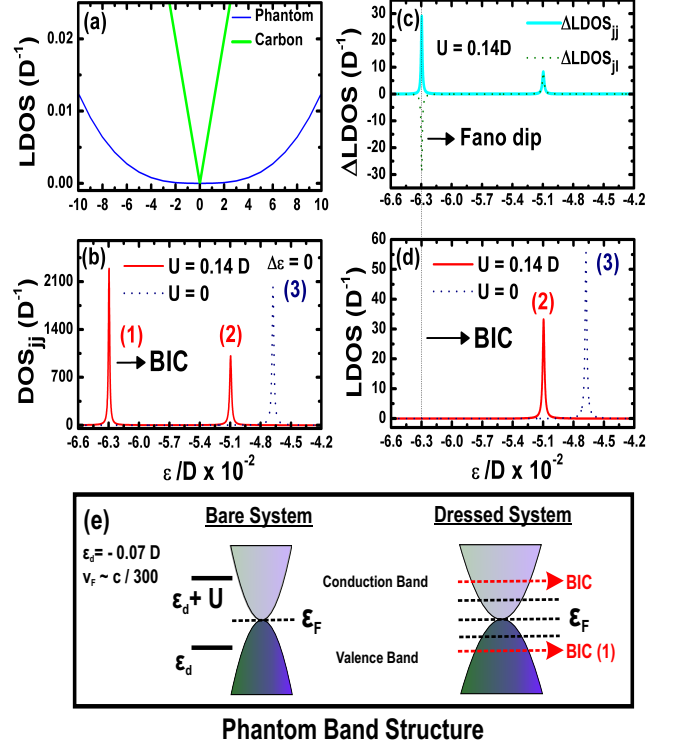 (a)
Phantom
Carbon
LDOS (D⁻¹)
0.02
0.01
0.00
-10 -8 -6 -4 -2 0 2 4 6 8 10
(c)
ΔLDOSjj
ΔLDOSjl
U = 0.14D
Fano dip
ΔLDOS (D⁻¹)
30
20
10
0
-10
-20
-30
-6.6 -6.3 -6.0 -5.7 -5.4 -5.1 -4.8 -4.5 -4.2
(b)
U = 0.14 D
Δε = 0
U = 0
(3)
(1)
(2)
BIC
DOSjj (D⁻¹)
2100
1400
700
0
-6.6 -6.3 -6.0 -5.7 -5.4 -5.1 -4.8 -4.5 -4.2
ε /D x 10⁻²
(d)
U = 0.14 D
U = 0
(3)
(2)
BIC
LDOS (D⁻¹)
60
50
40
30
20
10
0
-6.6 -6.3 -6.0 -5.7 -5.4 -5.1 -4.8 -4.5 -4.2
ε/D x 10⁻²
(e)
Bare System
Dressed System
εd= - 0.07 D
vF ~ c / 300
εd+ U
εF
εd
Conduction Band
Valence Band
BIC
εF
BIC (1)
Phantom Band Structure